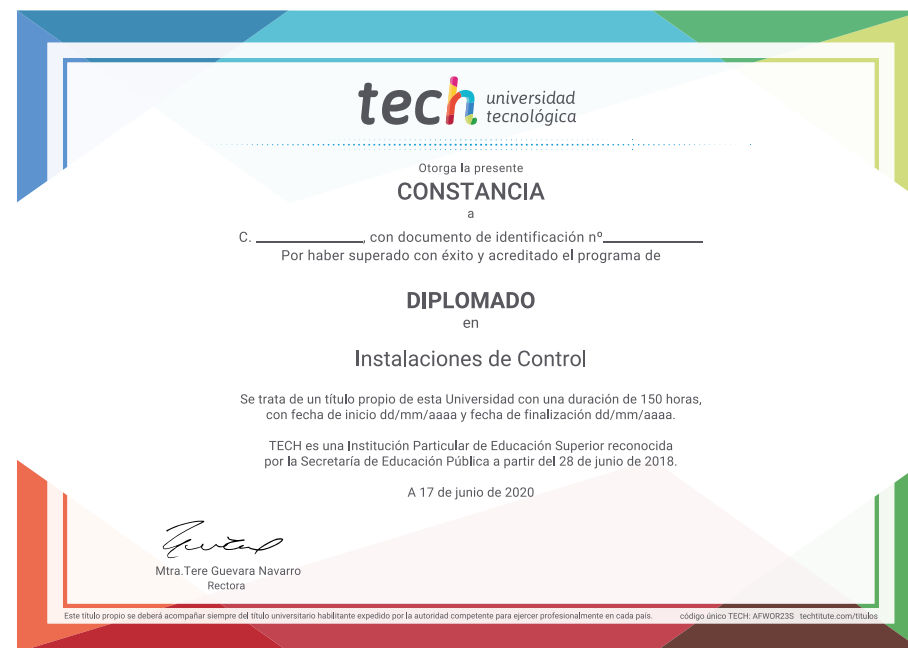 tech universidad
tecnológica
Otorga la presente
CONSTANCIA
a
C. ____________, con documento de identificación nº____________
Por haber superado con éxito y acreditado el programa de
DIPLOMADO
en
Instalaciones de Control
Se trata de un título propio de esta Universidad con una duración de 150 horas,
con fecha de inicio dd/mm/aaaa y fecha de finalización dd/mm/aaaa.
TECH es una Institución Particular de Educación Superior reconocida
por la Secretaría de Educación Pública a partir del 28 de junio de 2018.
A 17 de junio de 2020
Mtra.Tere Guevara Navarro
Rectora
Este título propio se deberá acompañar siempre del título universitario habilitante expedido por la autoridad competente para ejercer profesionalmente en cada país. código único TECH: AFWOR23S techtitute.com/titulos